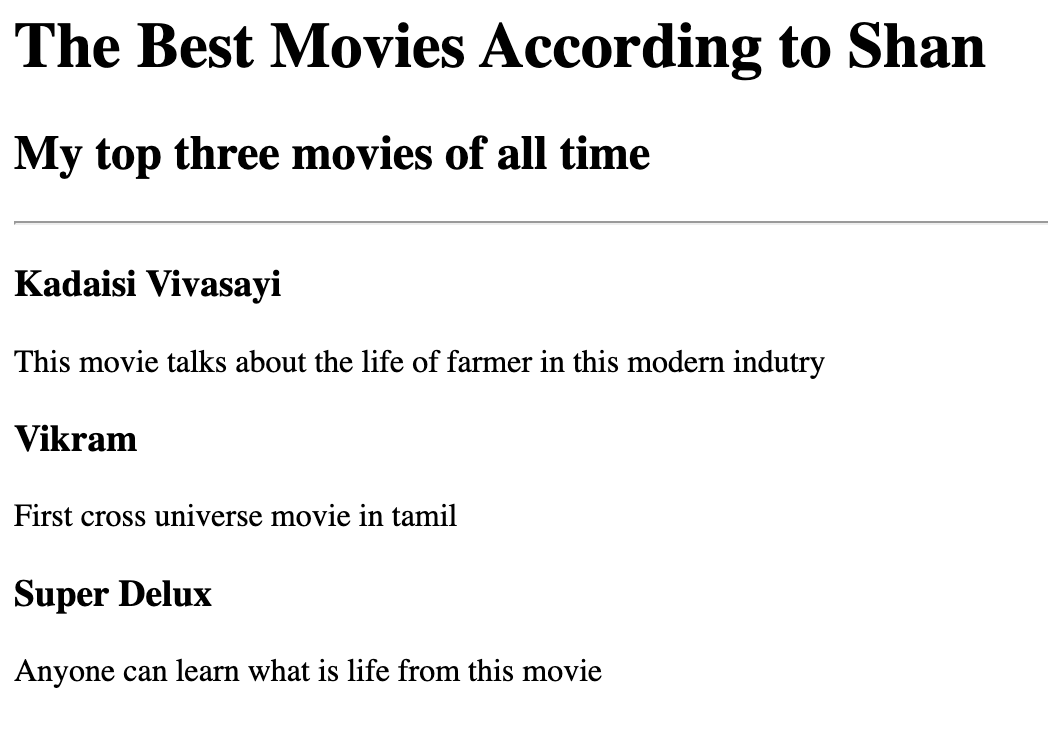 The Best Movies According to Shan
My top three movies of all time
Kadaisi Vivasayi
This movie talks about the life of farmer in this modern indutry
Vikram
First cross universe movie in tamil
Super Delux
Anyone can learn what is life from this movie